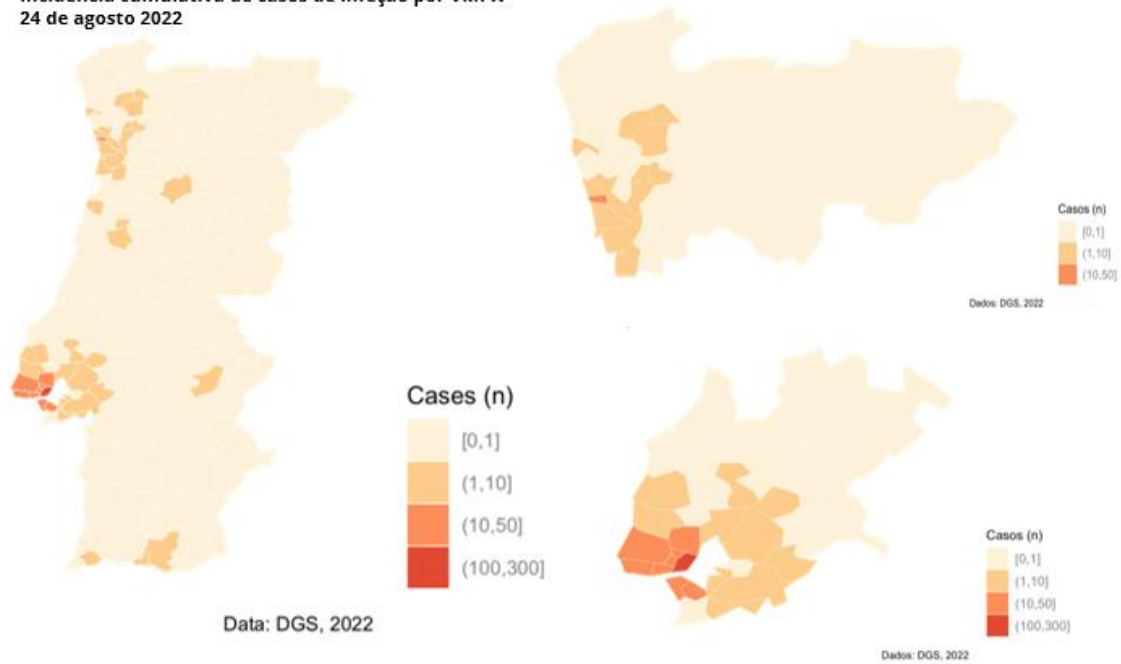 24 de agosto 2022
Casos (n)
[0,1]
(1,10]
(10,50]
Dados: DGS, 2022
Cases (n)
[0,1]
(1,10]
(10,50]
(100,300]
Data: DGS, 2022
Casos (n)
[0,1]
(1,10]
(10,50]
(100,300]
Dados: DGS, 2022